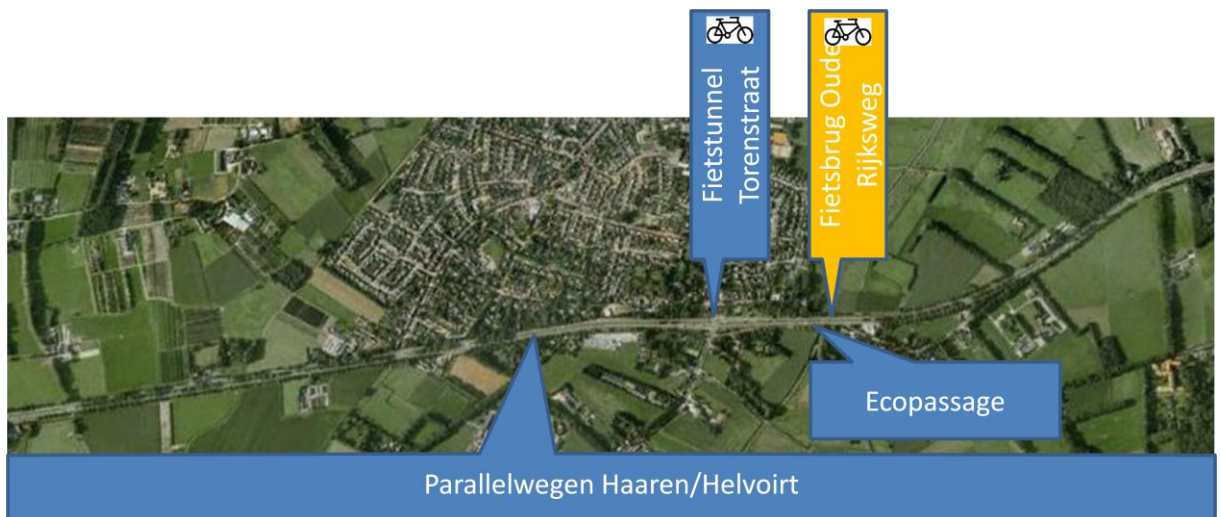 Fietstunnel
Torenstraat
Fietsbrug Oude
Rijksweg
Ecopassage
Parallelwegen Haaren/Helvoirt